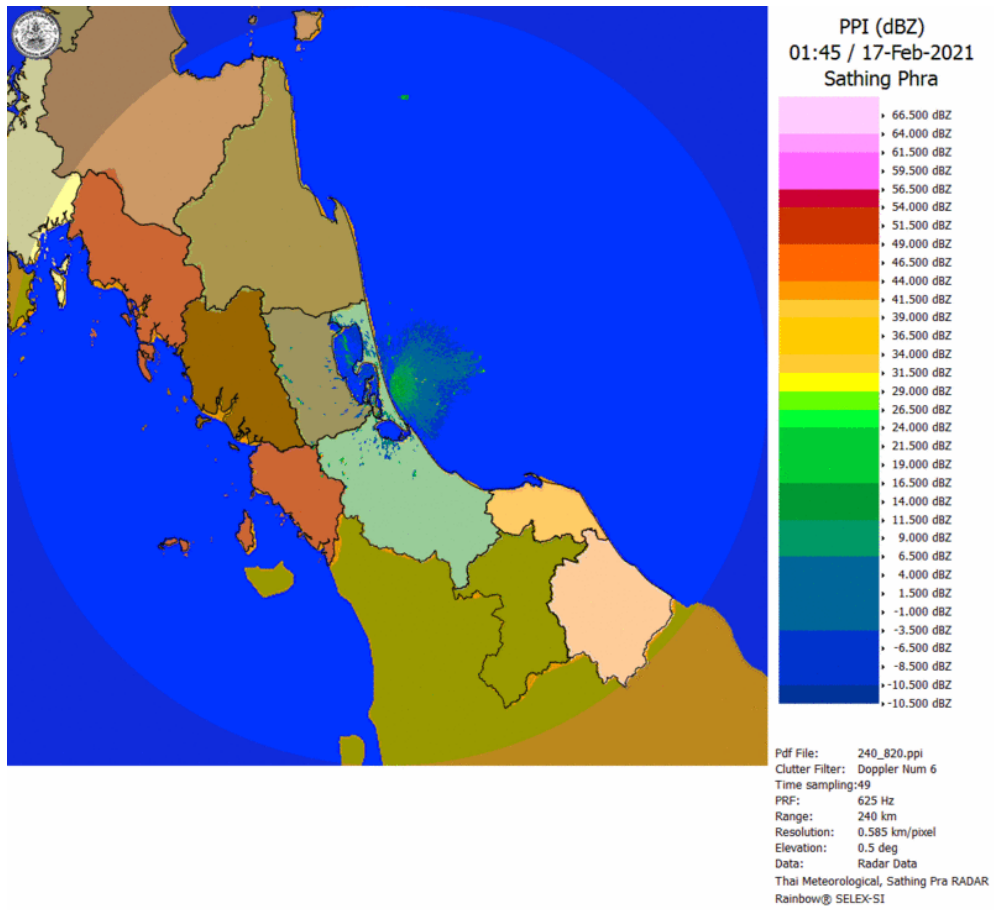 PPI (dBZ)
01:45 / 17-Feb-2021
Sathing Phra
66.500 dBZ
64.000 dBZ
61.500 dBZ
59.500 dBZ
56.500 dBZ
54.000 dBZ
51.500 dBZ
49.000 dBZ
46.500 dBZ
44.000 dBZ
41.500 dBZ
39.000 dBZ
36.500 dBZ
34.000 dBZ
31.500 dBZ
29.000 dBZ
26.500 dBZ
24.000 dBZ
21.500 dBZ
19.000 dBZ
16.500 dBZ
14.000 dBZ
11.500 dBZ
9.000 dBZ
6.500 dBZ
4.000 dBZ
1.500 dBZ
-1.000 dBZ
-3.500 dBZ
-6.500 dBZ
-8.500 dBZ
-10.500 dBZ
-10.500 dBZ
Pdf File: 240_820.ppi
Clutter Filter: Doppler Num 6
Time sampling:49
PRF: 625 Hz
Range: 240 km
Resolution: 0.585 km/pixel
Elevation: 0.5 deg
Data: Radar Data
Thai Meteorological, Sathing Pra RADAR
Rainbow® SELEX-SI